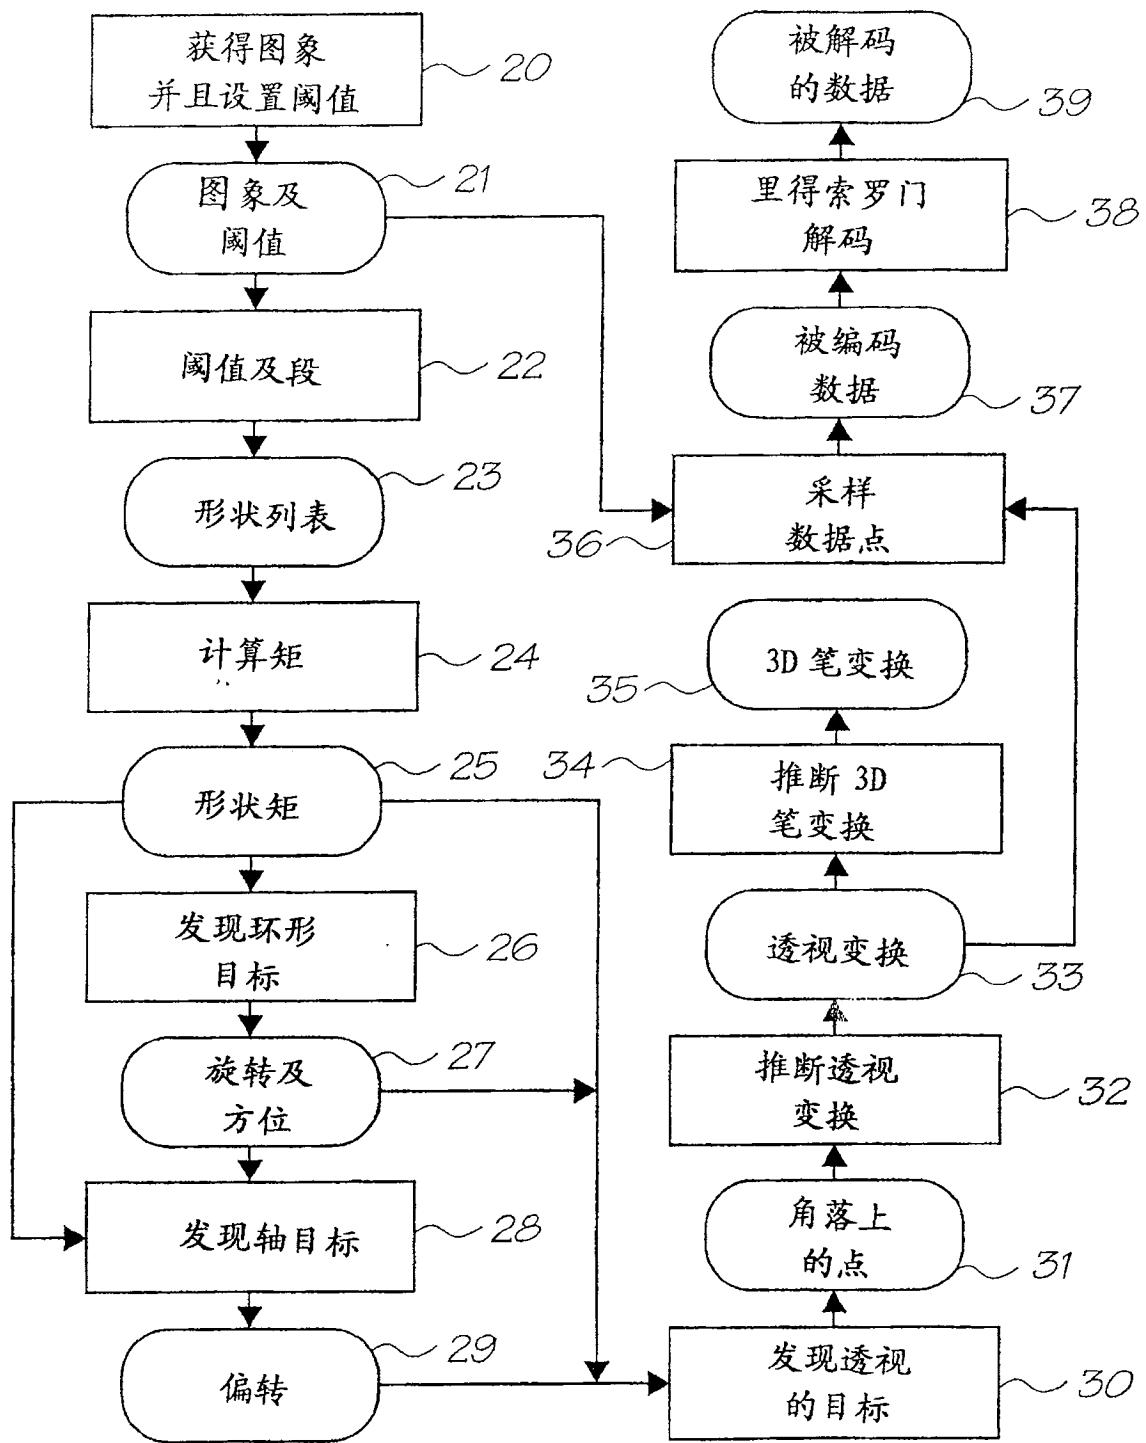 获得图象
并且设置阈值
20
图象及
阈值
21
阈值及段
22
形状列表
23
计算矩
24
形状矩
25
发现环形
目标
26
旋转及
方位
27
发现轴目标
28
偏转
29
被解码
的数据
39
里得索罗门
解码
38
被编码
数据
37
采样
数据点
36
3D 笔变换
35
推断 3D
笔变换
34
透视变换
33
推断透视
变换
32
角落上
的点
31
发现透视
的目标
30